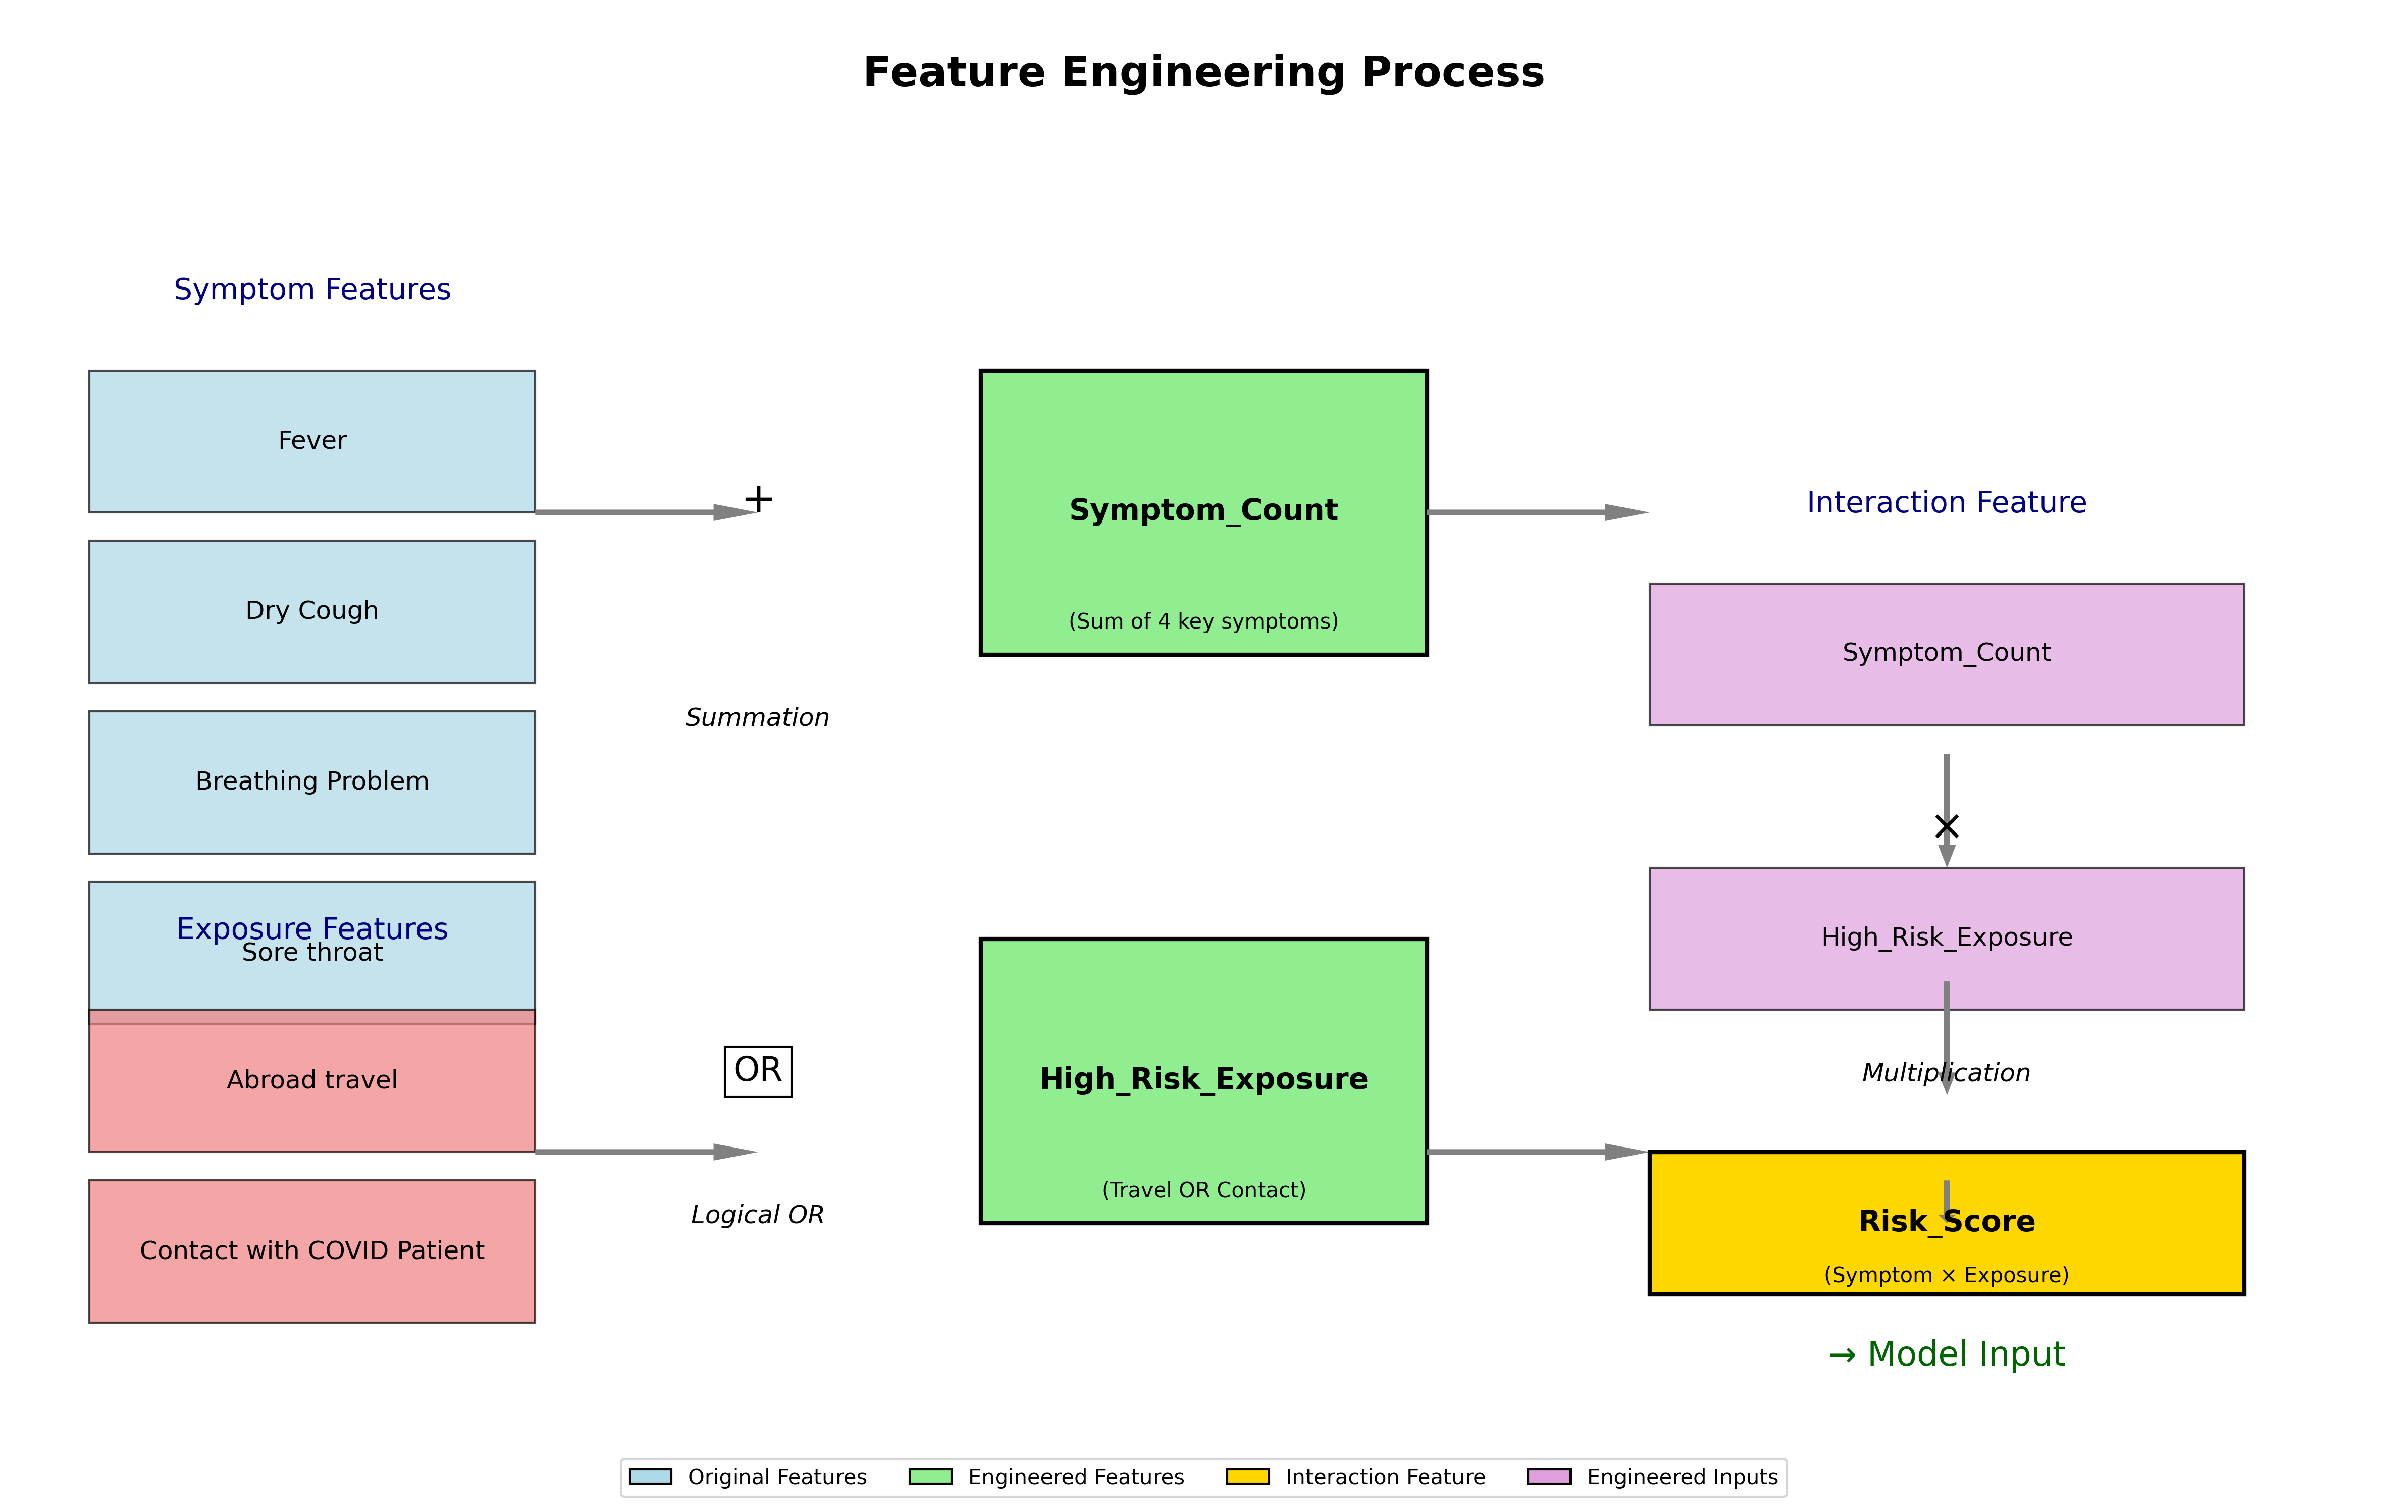 Feature Engineering Process
Symptom Features
Fever
Dry Cough
Breathing Problem
Exposure Features
Sore throat
Abroad travel
Contact with COVID Patient
+
Summation
OR
Logical OR
Symptom_Count
(Sum of 4 key symptoms)
High_Risk_Exposure
(Travel OR Contact)
Interaction Feature
Symptom_Count
×
High_Risk_Exposure
Multiplication
Risk_Score
(Symptom × Exposure)
→ Model Input
Original Features
Engineered Features
Interaction Feature
Engineered Inputs